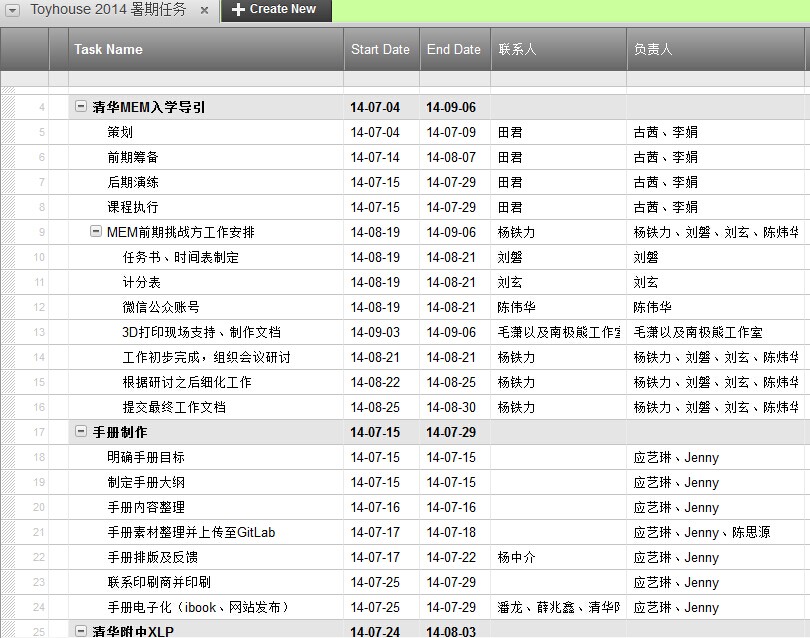 Toyhouse 2014 暑期任务 × + Create New
Task Name Start Date End Date 联系人 负责人
4 清华MEM入学导引 14-07-04 14-09-06
5 策划 14-07-04 14-07-09 田君 古茜、李娟
6 前期筹备 14-07-14 14-08-07 田君 古茜、李娟
7 后期演练 14-07-15 14-07-29 田君 古茜、李娟
8 课程执行 14-07-15 14-07-29 田君 古茜、李娟
9 MEM前期挑战方工作安排 14-08-19 14-09-06 杨铁力 杨铁力、刘磐、刘玄、陈炜华
10 任务书、时间表制定 14-08-19 14-08-21 刘磐 刘磐
11 计分表 14-08-19 14-08-21 刘玄 刘玄
12 微信公众账号 14-08-19 14-08-21 陈伟华 陈伟华
13 3D打印现场支持、制作文档 14-09-03 14-09-06 毛潇以及南极熊工作室 毛潇以及南极熊工作室
14 工作初步完成，组织会议研讨 14-08-21 14-08-21 杨铁力 杨铁力、刘磐、刘玄、陈炜华
15 根据研讨之后细化工作 14-08-22 14-08-25 杨铁力 杨铁力、刘磐、刘玄、陈炜华
16 提交最终工作文档 14-08-25 14-08-30 杨铁力 杨铁力、刘磐、刘玄、陈炜华
17 手册制作 14-07-15 14-07-29
18 明确手册目标 14-07-15 14-07-15 应艺琳、Jenny
19 制定手册大纲 14-07-15 14-07-15 应艺琳、Jenny
20 手册内容整理 14-07-16 14-07-16 应艺琳、Jenny
21 手册素材整理并上传至GitLab 14-07-17 14-07-18 应艺琳、Jenny、陈思源
22 手册排版及反馈 14-07-17 14-07-22 杨中介 应艺琳、Jenny
23 联系印刷商并印刷 14-07-25 14-07-29 应艺琳、Jenny
24 手册电子化（ibook、网站发布） 14-07-25 14-07-29 潘龙、薛兆鑫、清华 应艺琳、Jenny
25 清华附中XLP 14-07-24 14-08-03